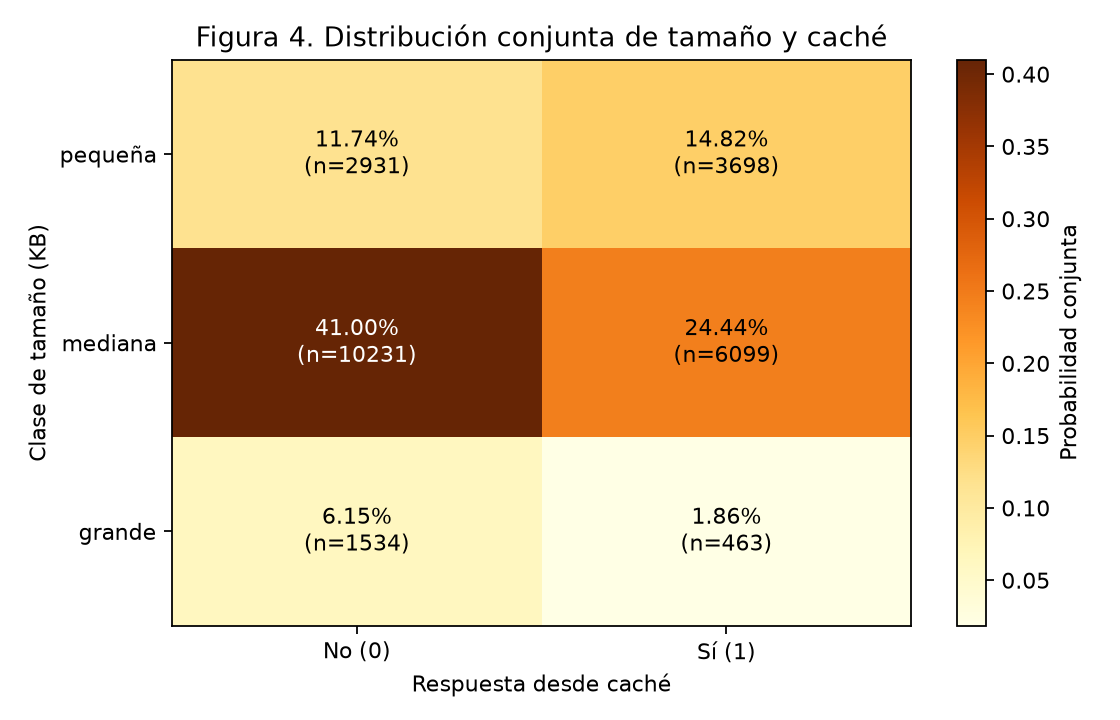 Figura 4. Distribución conjunta de tamaño y caché
Clase de tamaño (KB)
pequeña
11.74%
(n=2931)
14.82%
(n=3698)
mediana
41.00%
(n=10231)
24.44%
(n=6099)
grande
6.15%
(n=1534)
1.86%
(n=463)
No (0)
Sí (1)
Respuesta desde caché
0.40
0.35
0.30
0.25
0.20
0.15
0.10
0.05
Probabilidad conjunta